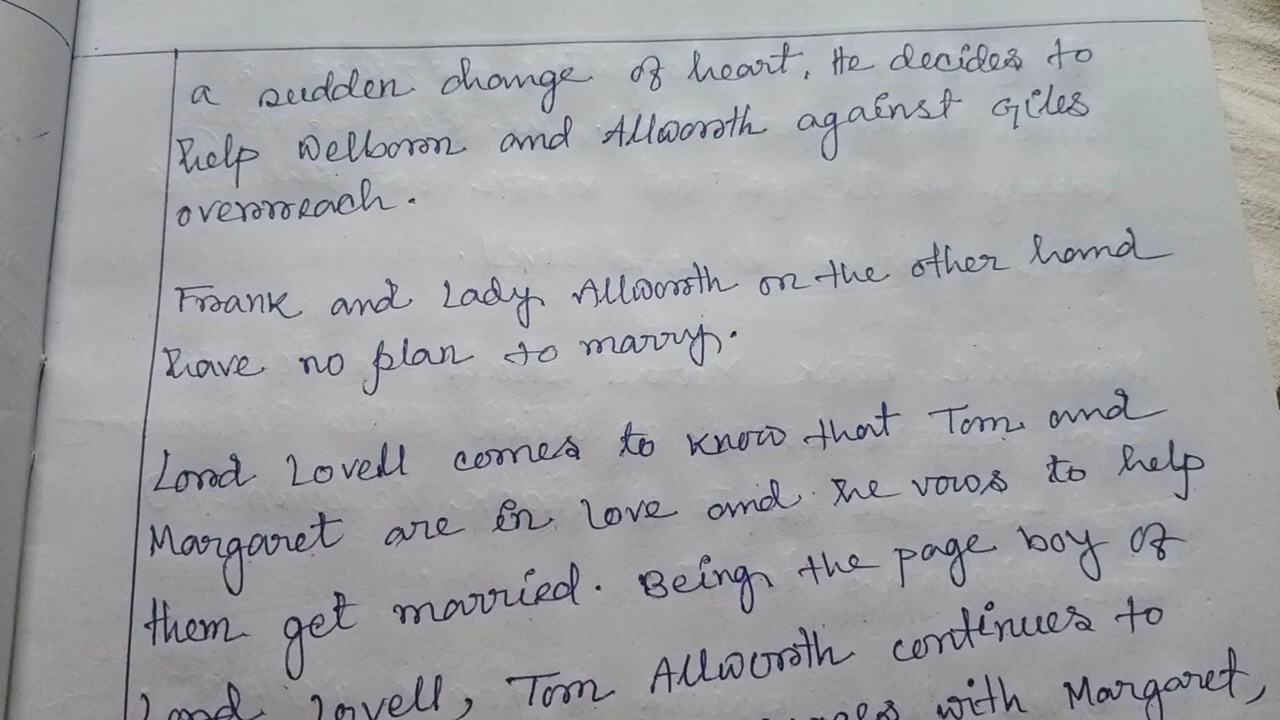 a sudden change of heart. He decides to
help Welborn and Allworth against Giles
overreach.
Frank and Lady Allworth on the other hand
have no plan to marry.
Lord Lovell comes to know that Tom and
Margaret are in love and he vows to help
them get married. Being the page boy of
Lord Lovell, Tom Allworth continues to
with Margaret,